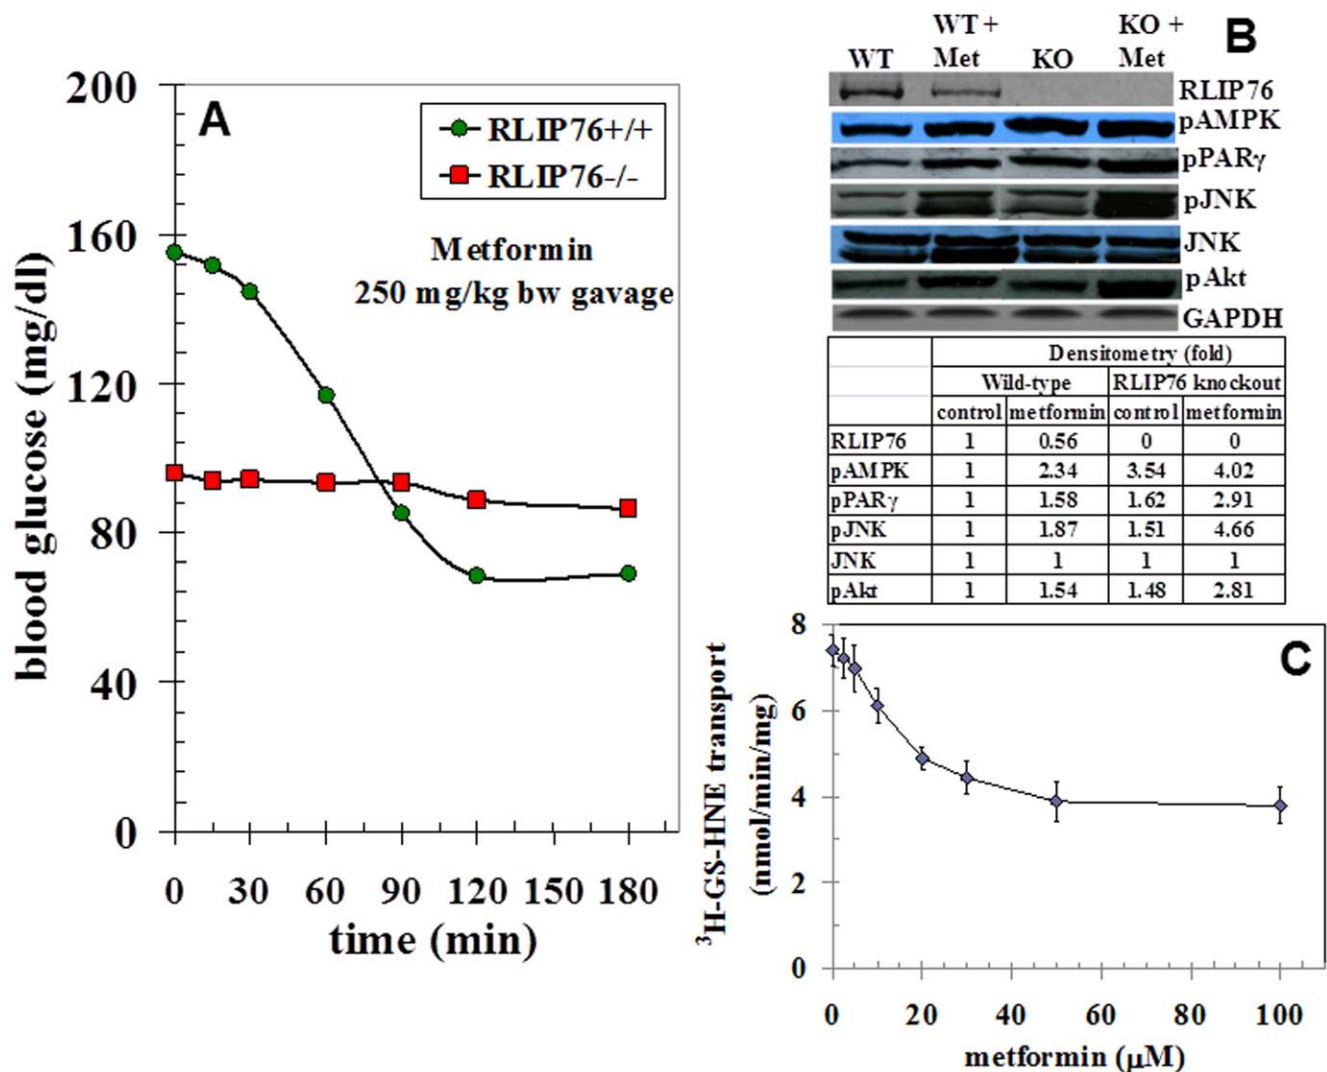 A
200
160
120
80
40
0
blood glucose (mg/dl)
RLIP76+/+
RLIP76-/-
Metformin
250 mg/kg bw gavage
0 30 60 90 120 150 180
time (min)
B
WT WT + Met KO KO + Met
RLIP76
pAMPK
pPARγ
pJNK
JNK
pAkt
GAPDH
Densitometry (fold)
Wild-type RLIP76 knockout
control metformin control metformin
RLIP76 1 0.56 0 0
pAMPK 1 2.34 3.54 4.02
pPARγ 1 1.58 1.62 2.91
pJNK 1 1.87 1.51 4.66
JNK 1 1 1 1
pAkt 1 1.54 1.48 2.81
C
8
6
4
2
0
³H-GS-HNE transport
(nmol/min/mg)
0 20 40 60 80 100
metformin (μM)